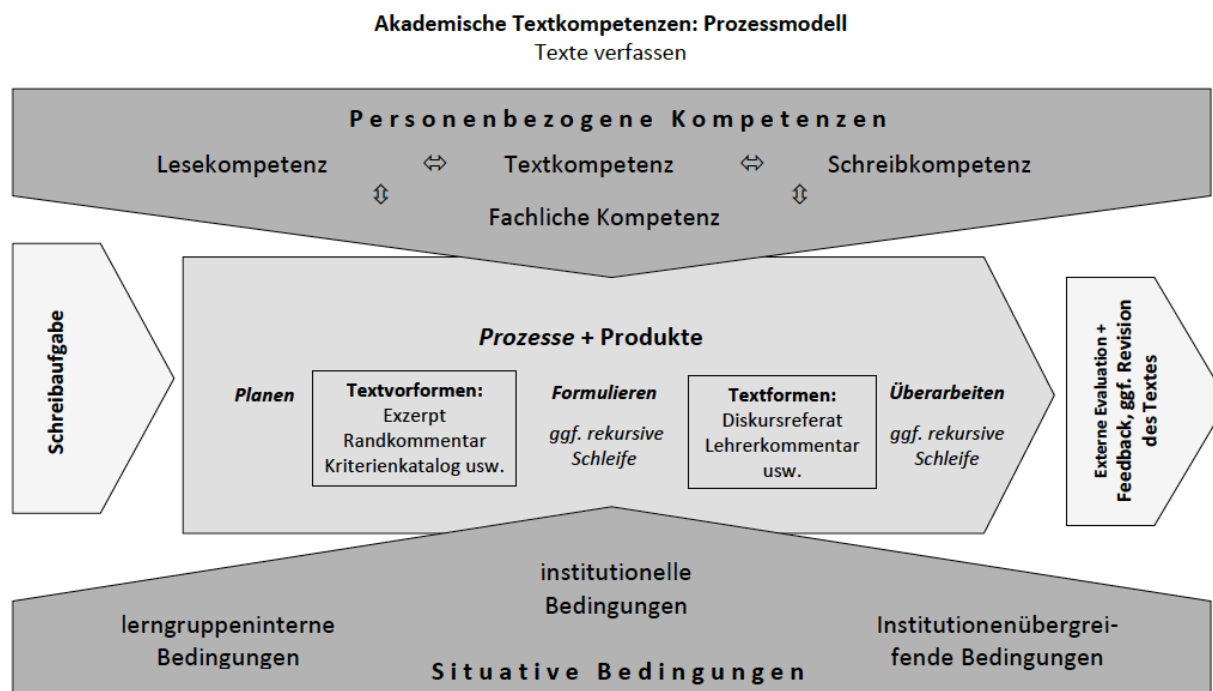 Akademische Textkompetenzen: Prozessmodell
Texte verfassen
Personenbezogene Kompetenzen
Lesekompetenz ⬄ Textkompetenz ⬄ Schreibkompetenz
⇳ ⇳
Fachliche Kompetenz
Schreibaufgabe
Prozesse + Produkte
Planen
Textvorformen:
Exzerpt
Randkommentar
Kriterienkatalog usw.
Formulieren
ggf. rekursive
Schleife
Textformen:
Diskursreferat
Lehrerkommentar
usw.
Überarbeiten
ggf. rekursive
Schleife
Externe Evaluation +
Feedback, ggf. Revision
des Textes
institutionelle
Bedingungen
lerngruppeninterne
Bedingungen
Institutionenübergrei-
fende Bedingungen
Situative Bedingungen